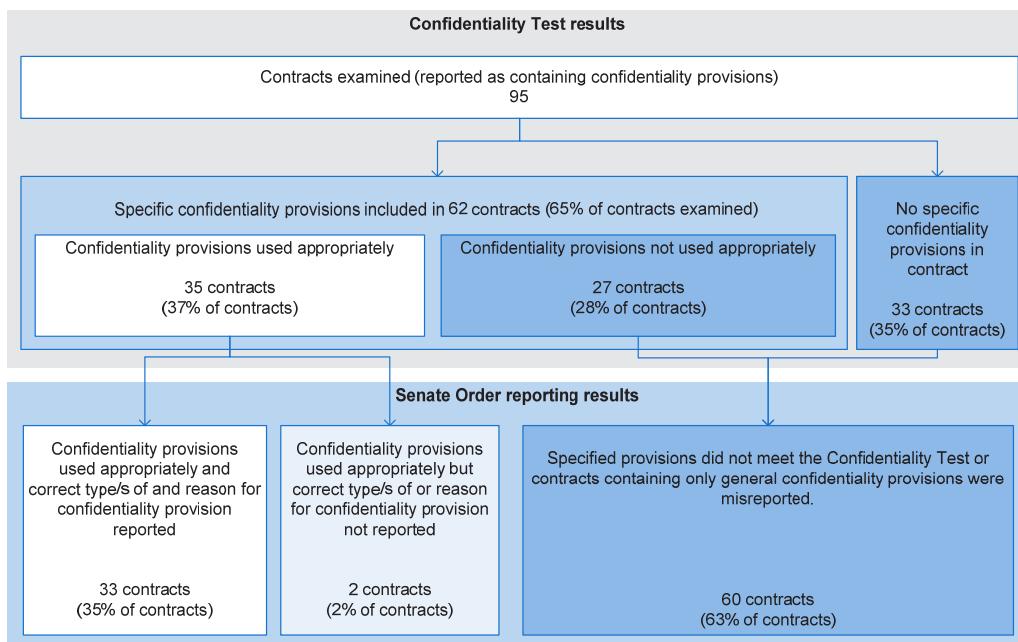 Confidentiality Test results
Contracts examined (reported as containing confidentiality provisions)
95
Specific confidentiality provisions included in 62 contracts (65% of contracts examined)
Confidentiality provisions used appropriately
35 contracts
(37% of contracts)
Confidentiality provisions not used appropriately
27 contracts
(28% of contracts)
No specific
confidentiality
provisions in
contract
33 contracts
(35% of contracts)
Senate Order reporting results
Confidentiality provisions
used appropriately and
correct type/s of and reason for
confidentiality provision
reported
33 contracts
(35% of contracts)
Confidentiality provisions
used appropriately but
correct type/s of or reason
for confidentiality provision
not reported
2 contracts
(2% of contracts)
Specified provisions did not meet the Confidentiality Test or
contracts containing only general confidentiality provisions were
misreported.
60 contracts
(63% of contracts)